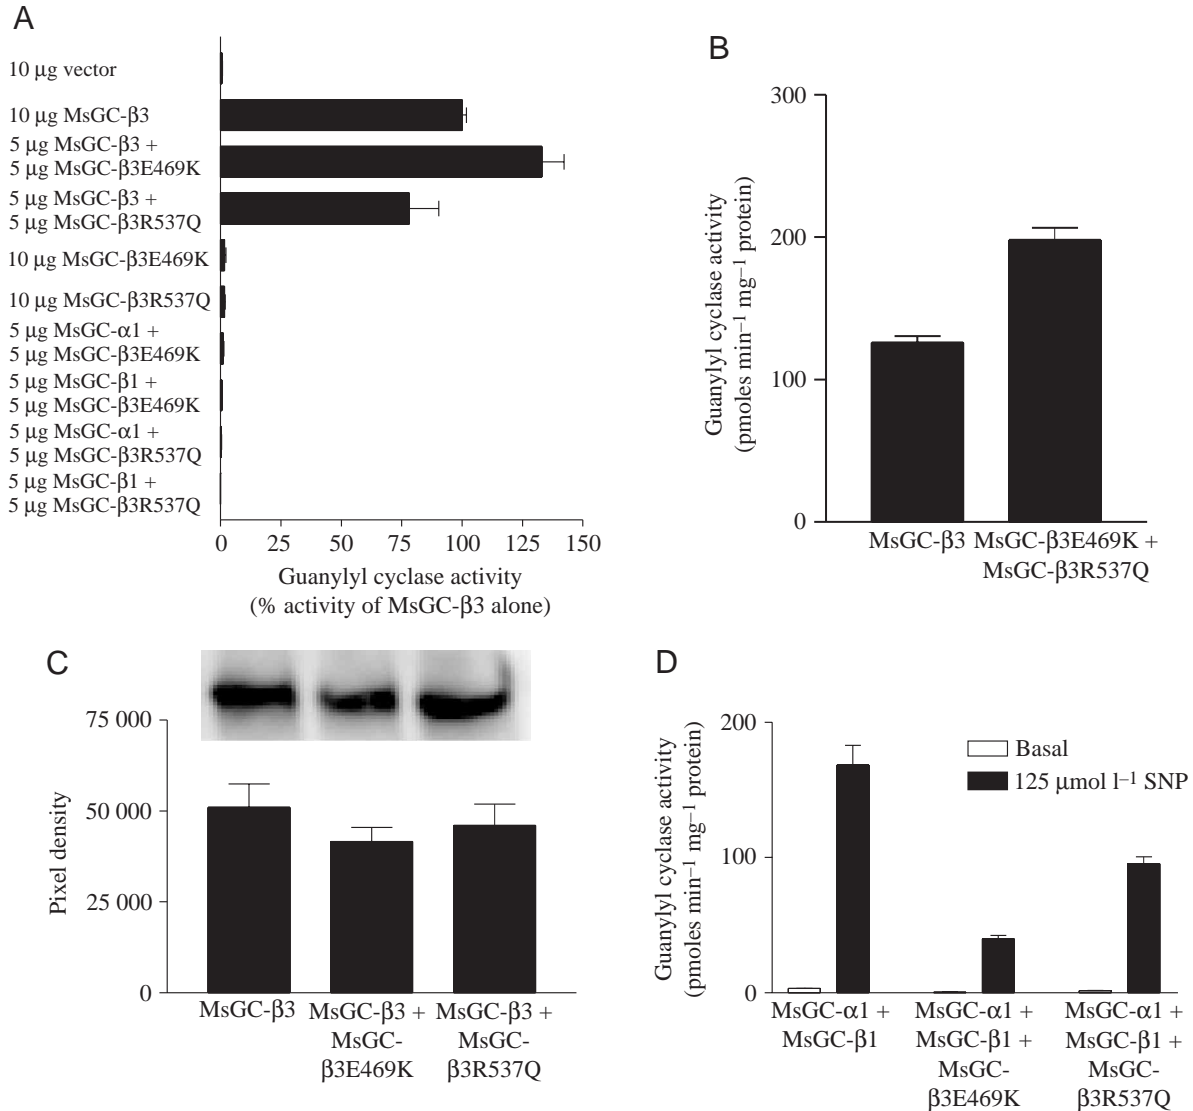 A
10 µg vector
10 µg MsGC-β3
5 µg MsGC-β3 +
5 µg MsGC-β3E469K
5 µg MsGC-β3 +
5 µg MsGC-β3R537Q
10 µg MsGC-β3E469K
10 µg MsGC-β3R537Q
5 µg MsGC-α1 +
5 µg MsGC-β3E469K
5 µg MsGC-β1 +
5 µg MsGC-β3E469K
5 µg MsGC-α1 +
5 µg MsGC-β3R537Q
5 µg MsGC-β1 +
5 µg MsGC-β3R537Q
0 25 50 75 100 125 150
Guanylyl cyclase activity
(% activity of MsGC-β3 alone)
B
Guanylyl cyclase activity
(pmoles min⁻¹ mg⁻¹ protein)
300
200
100
0
MsGC-β3
MsGC-β3E469K +
MsGC-β3R537Q
C
Pixel density
75 000
50 000
25 000
0
MsGC-β3
MsGC-β3 +
MsGC-
β3E469K
MsGC-β3 +
MsGC-
β3R537Q
D
Guanylyl cyclase activity
(pmoles min⁻¹ mg⁻¹ protein)
200
100
0
Basal
125 µmol l⁻¹ SNP
MsGC-α1 +
MsGC-β1
MsGC-α1 +
MsGC-β1 +
MsGC-
β3E469K
MsGC-α1 +
MsGC-β1 +
MsGC-
β3R537Q